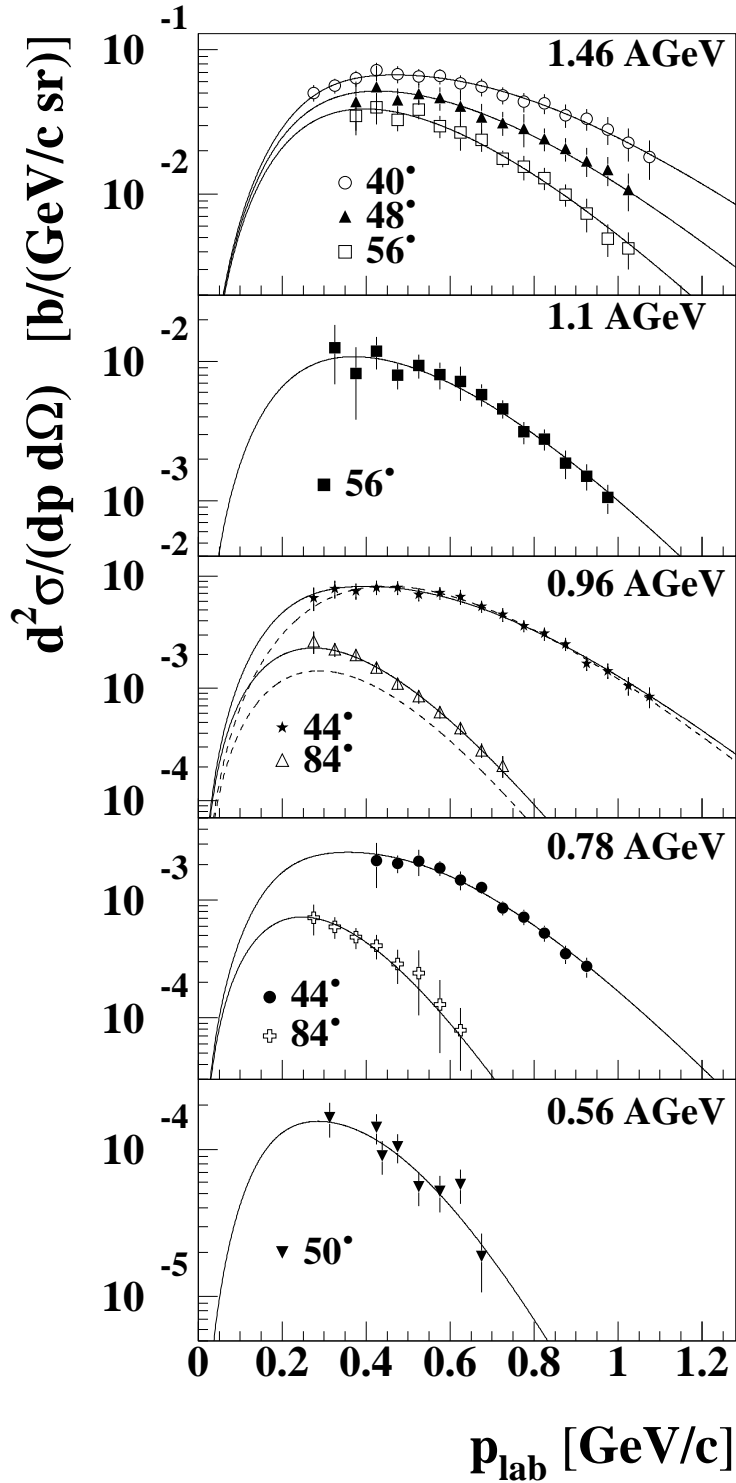 d²σ/(dp dΩ) [b/(GeV/c sr)]
10⁻¹
1.46 AGeV
10⁻²
40°
48°
56°
10⁻²
1.1 AGeV
10⁻³
56°
10⁻²
0.96 AGeV
10⁻³
44°
84°
10⁻⁴
10⁻³
0.78 AGeV
10⁻⁴
44°
84°
10⁻⁴
0.56 AGeV
50°
10⁻⁵
0 0.2 0.4 0.6 0.8 1 1.2
p_lab [GeV/c]